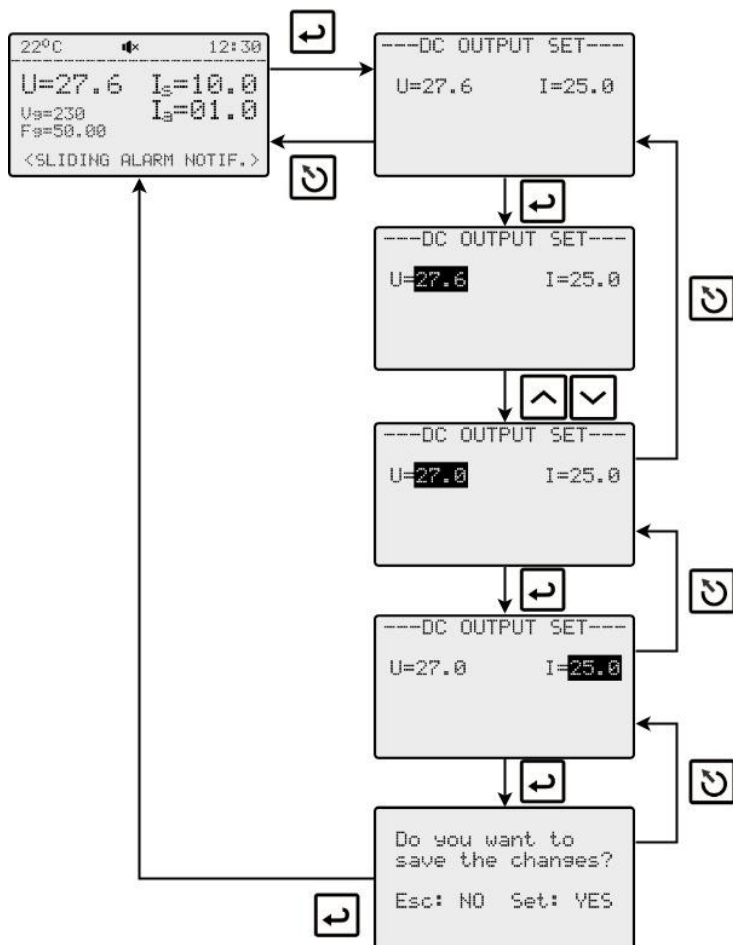 22°C 12:30
U=27.6 Is=10.0
Vg=230 Ia=01.0
Fg=50.00
<SLIDING ALARM NOTIF.>
---DC OUTPUT SET---
U=27.6 I=25.0
---DC OUTPUT SET---
U=27.6 I=25.0
---DC OUTPUT SET---
U=27.0 I=25.0
---DC OUTPUT SET---
U=27.0 I=25.0
Do you want to
save the changes?
Esc: NO Set: YES